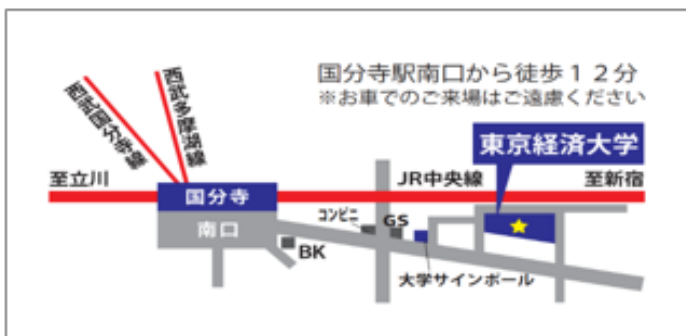 国分寺駅南口から徒歩１２分
※お車でのご来場はご遠慮ください
西武国分寺線
西武多摩湖線
東京経済大学
至立川
JR中央線
至新宿
国分寺
南口
コンビニ
GS
BK
大学サインポール